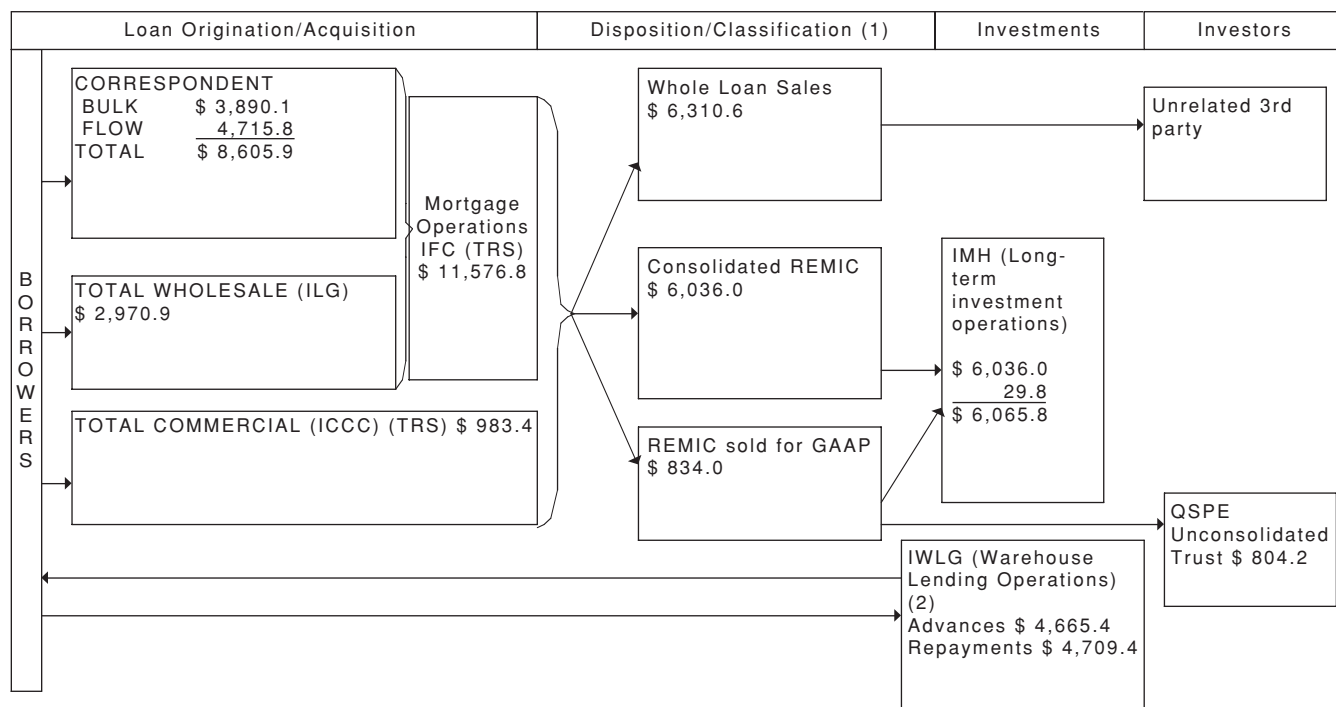 Loan Origination/Acquisition
Disposition/Classification (1)
Investments
Investors
BORROWERS
CORRESPONDENT
BULK $ 3,890.1
FLOW 4,715.8
TOTAL $ 8,605.9
TOTAL WHOLESALE (ILG)
$ 2,970.9
TOTAL COMMERCIAL (ICCC) (TRS) $ 983.4
Mortgage
Operations
IFC (TRS)
$ 11,576.8
Whole Loan Sales
$ 6,310.6
Consolidated REMIC
$ 6,036.0
REMIC sold for GAAP
$ 834.0
IMH (Long-
term
investment
operations)
$ 6,036.0
29.8
$ 6,065.8
Unrelated 3rd
party
QSPE
Unconsolidated
Trust $ 804.2
IWLG (Warehouse
Lending Operations)
(2)
Advances $ 4,665.4
Repayments $ 4,709.4